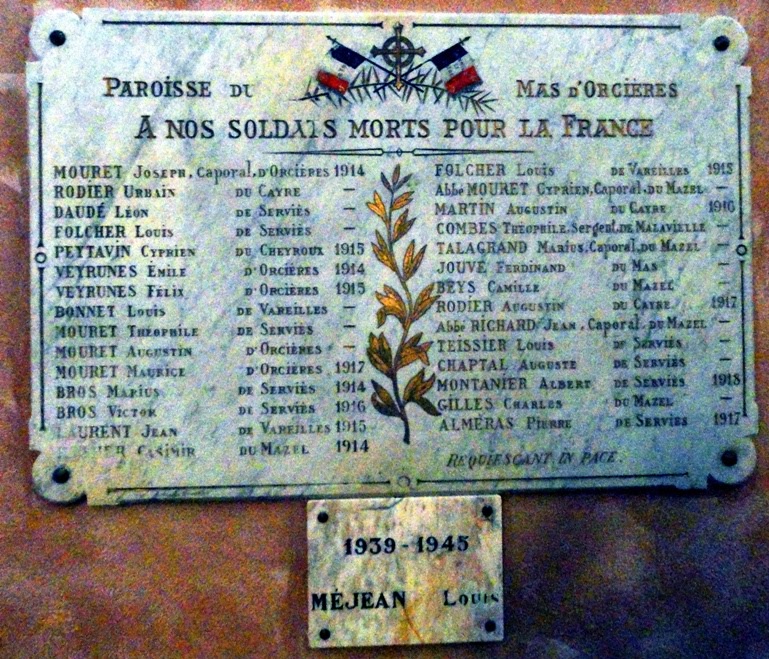 PAROISSE DU MAS D'ORCIÈRES
A NOS SOLDATS MORTS POUR LA FRANCE
MOURET JOSEPH, Caporal, D'ORCIÈRES 1914
RODIER URBAIN DU CAYRE —
DAUDÉ LÉON DE SERVIÈS —
FOLCHER LOUIS DE SERVIÈS —
PEYTAVIN CYPRIEN DU CHEYROUX 1915
VEYRUNES ÉMILE D'ORCIÈRES 1914
VEYRUNES FÉLIX D'ORCIÈRES 1915
BONNET LOUIS DE VAREILLES —
MOURET THÉOPHILE DE SERVIÈS —
MOURET AUGUSTIN D'ORCIÈRES —
MOURET MAURICE D'ORCIÈRES 1917
BROS MARIUS DE SERVIÈS 1914
BROS VICTOR DE SERVIÈS 1916
LAURENT JEAN DE VAREILLES 1915
CASIMIR DU MAZEL 1914
FOLCHER LOUIS DE VAREILLES 1915
Abbé MOURET CYPRIEN, Caporal, DU MAZEL —
MARTIN AUGUSTIN DU CAYRE 1916
COMBES THÉOPHILE, Sergent, DE MALAVIELLE —
TALAGRAND MARIUS, Caporal, DU MAZEL —
JOUVE FERDINAND DU MAS —
BEYS CAMILLE DU MAZEL —
RODIER AUGUSTIN DU CAYRE 1917
Abbé RICHARD JEAN, Caporal, DU MAZEL —
TEISSIER LOUIS DE SERVIÈS —
CHAPTAL AUGUSTE DE SERVIÈS —
MONTANIER ALBERT DE SERVIÈS 1918
GILLES CHARLES DU MAZEL —
ALMÉRAS PIERRE DE SERVIÈS 1917
REQUIESCANT IN PACE.
1939-1945
MÉJEAN LOUIS